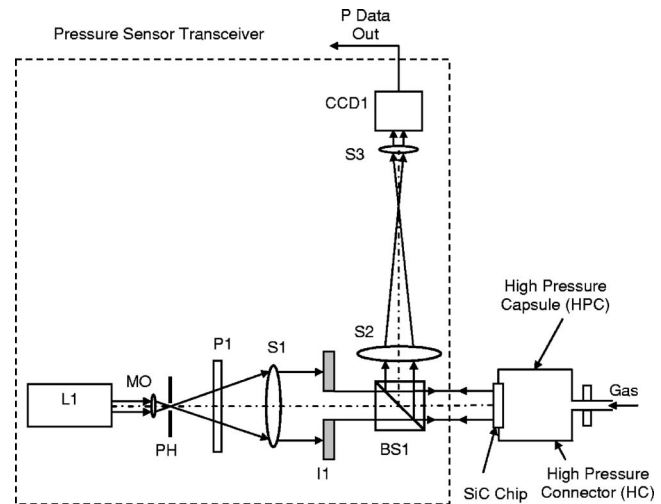 P Data
Out
Pressure Sensor Transceiver
CCD1
S3
High Pressure
Capsule (HPC)
S2
P1
S1
MO
L1
Gas
PH
BS1
I1
SiC Chip
High Pressure
Connector (HC)